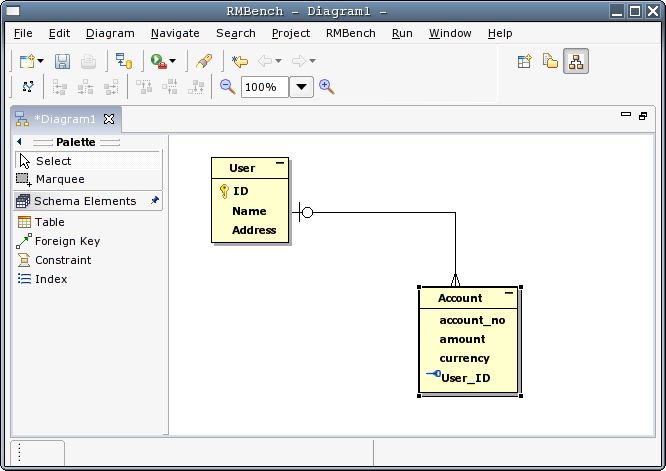 RMBench - Diagram1 -
File Edit Diagram Navigate Search Project RMBench Run Window Help
100%
*Diagram1
Palette
Select
Marquee
Schema Elements
Table
Foreign Key
Constraint
Index
User
ID
Name
Address
Account
account_no
amount
currency
User_ID